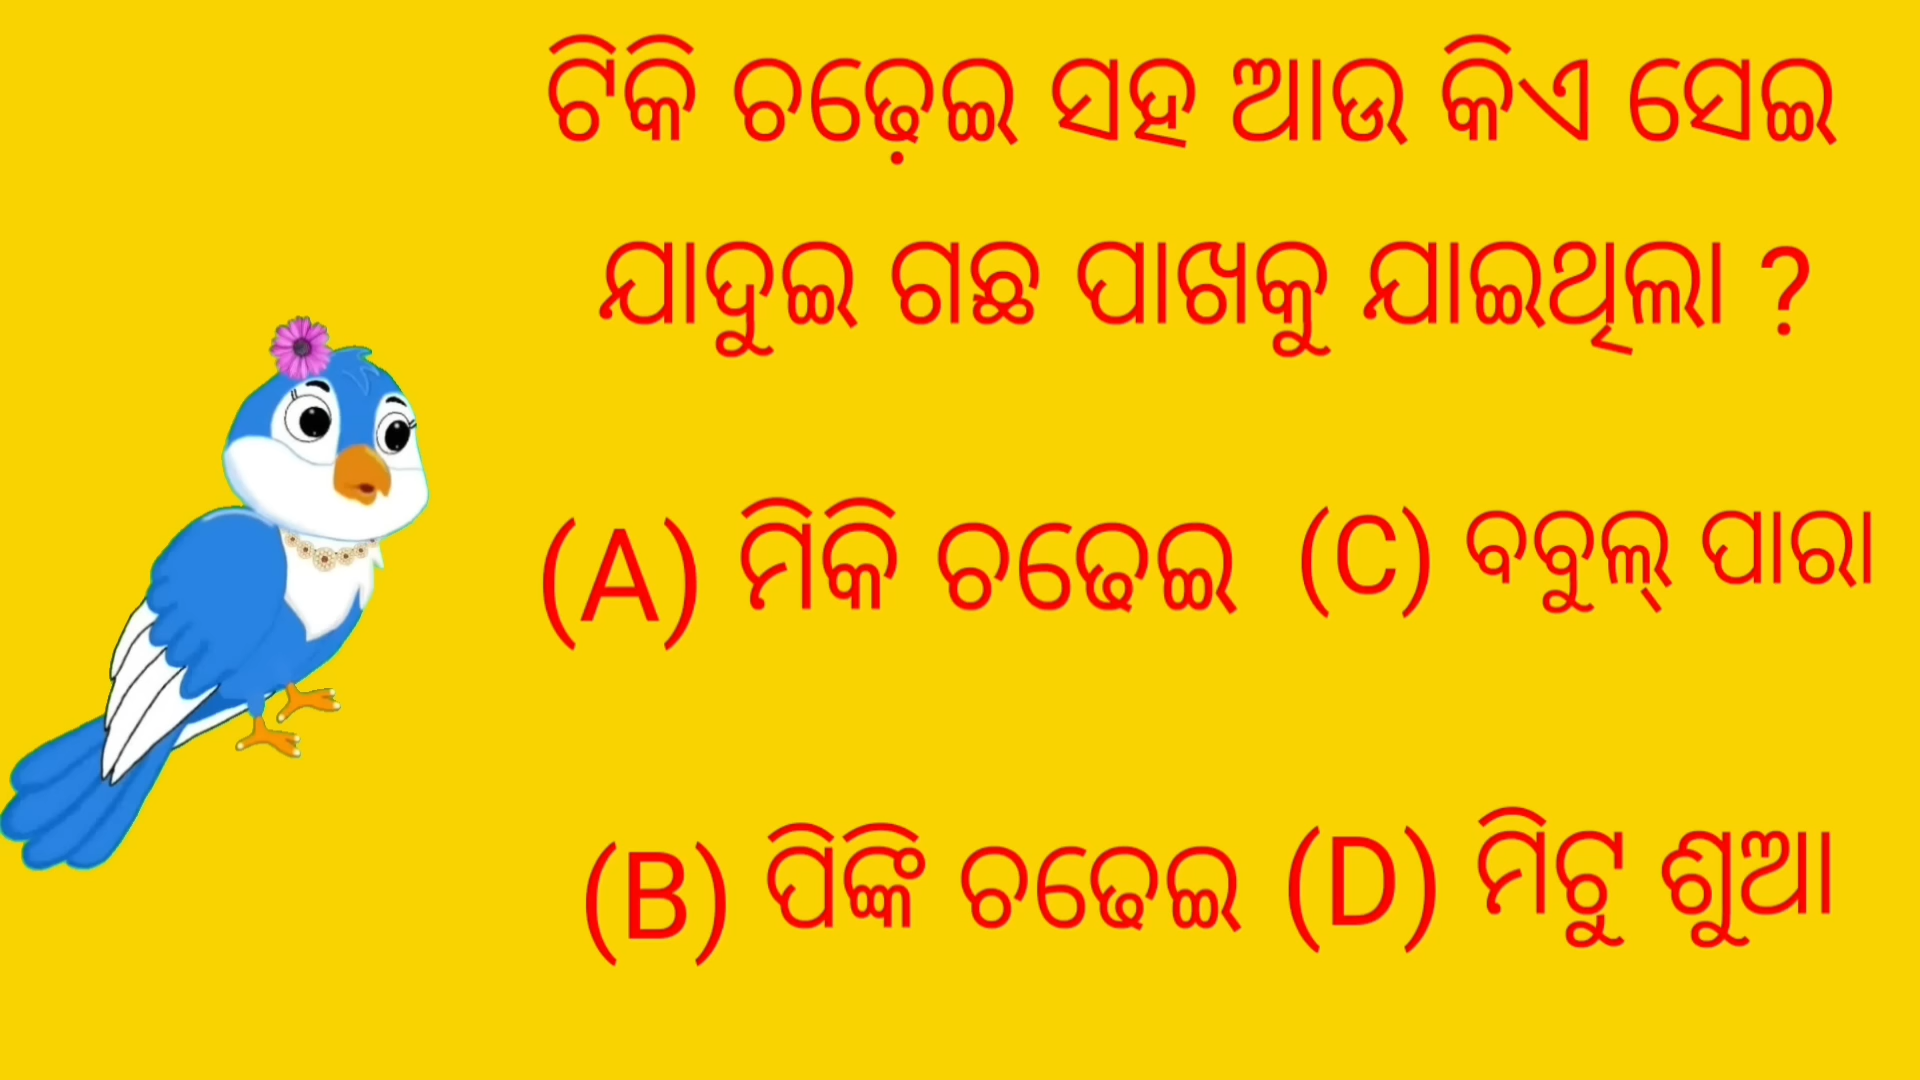 ଟିକି ଚଢ଼େଇ ସହ ଆଉ କିଏ ସେଇ
ଯାଦୁଇ ଗଛ ପାଖକୁ ଯାଇଥିଲା ?
(A) ମିକି ଚଢେଇ (C) ବବୁଲ୍ ପାରା
(B) ପିଙ୍କି ଚଢେଇ (D) ମିଟୁ ଶୁଆ